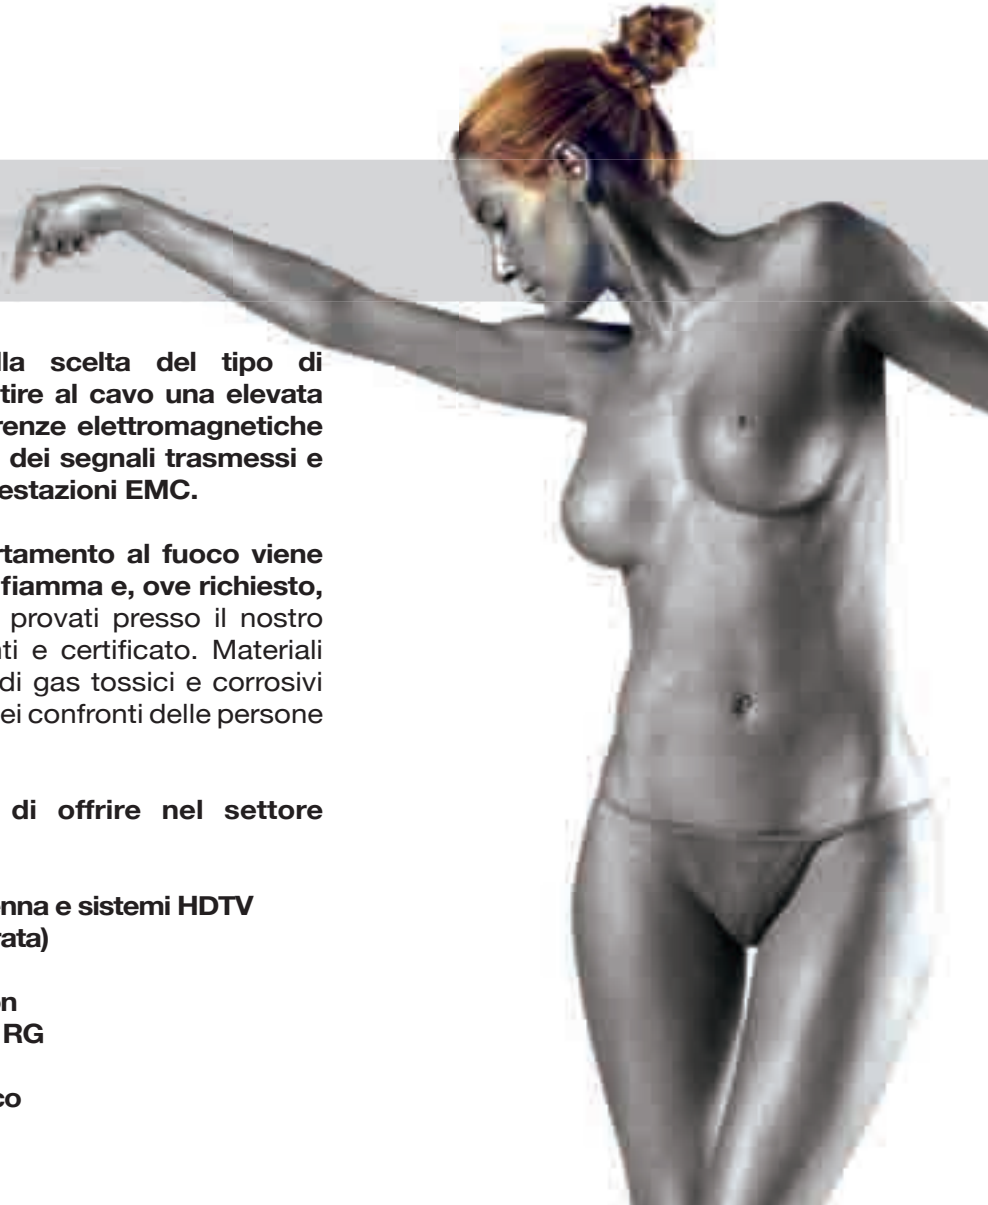 lla scelta del tipo di
tire al cavo una elevata
renze elettromagnetiche
dei segnali trasmessi e
estazioni EMC.
rtamento al fuoco viene
fiamma e, ove richiesto,
provati presso il nostro
ti e certificato. Materiali
di gas tossici e corrosivi
ei confronti delle persone
di offrire nel settore
nna e sistemi HDTV
rata)
on
RG
co